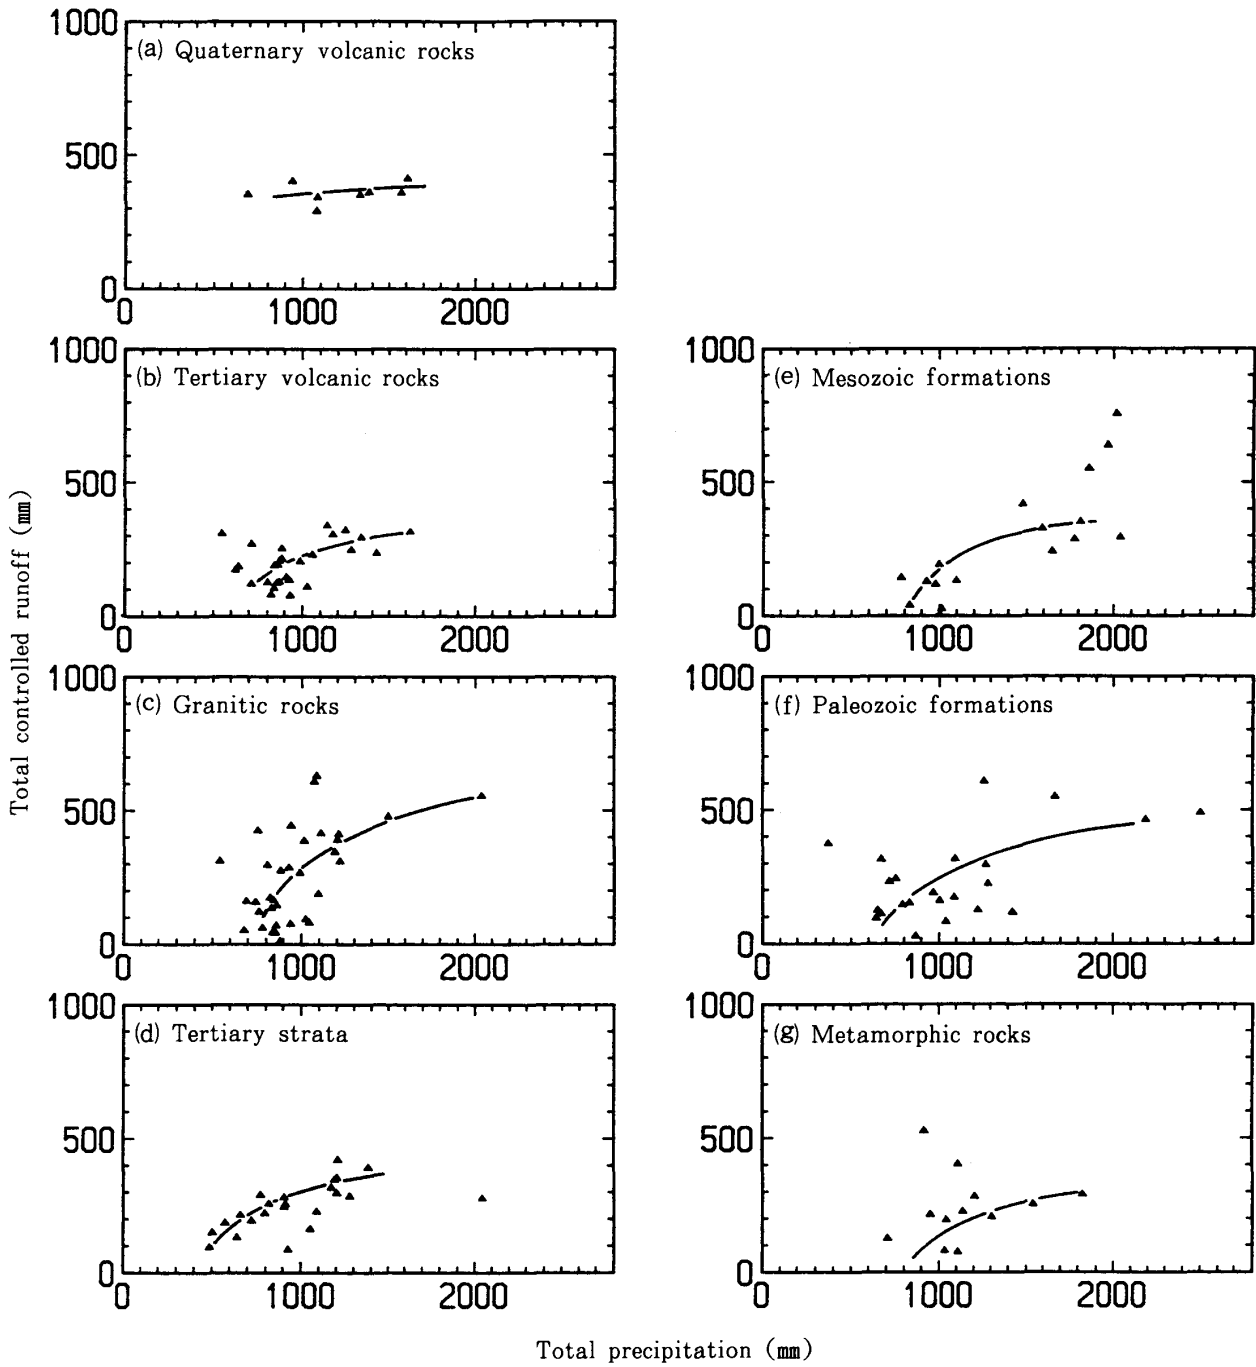 1000
(a) Quaternary volcanic rocks
500
0
0 1000 2000
1000
(b) Tertiary volcanic rocks
500
0
0 1000 2000
1000
(c) Granitic rocks
500
0
0 1000 2000
1000
(d) Tertiary strata
500
0
0 1000 2000
1000
(e) Mesozoic formations
500
0
0 1000 2000
1000
(f) Paleozoic formations
500
0
0 1000 2000
1000
(g) Metamorphic rocks
500
0
0 1000 2000
Total controlled runoff (mm)
Total precipitation (mm)